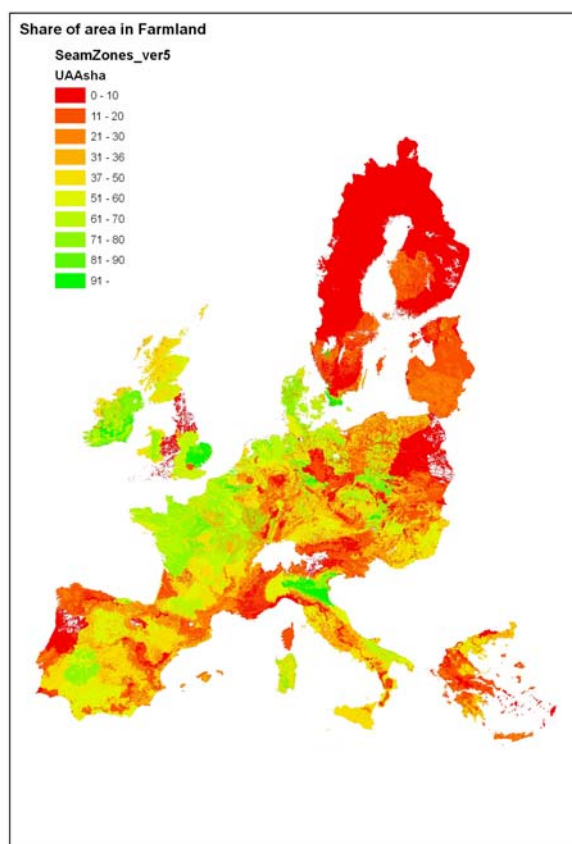 Share of area in Farmland
SeamZones_ver5
UAAsha
0 - 10
11 - 20
21 - 30
31 - 36
37 - 50
51 - 60
61 - 70
71 - 80
81 - 90
91 -